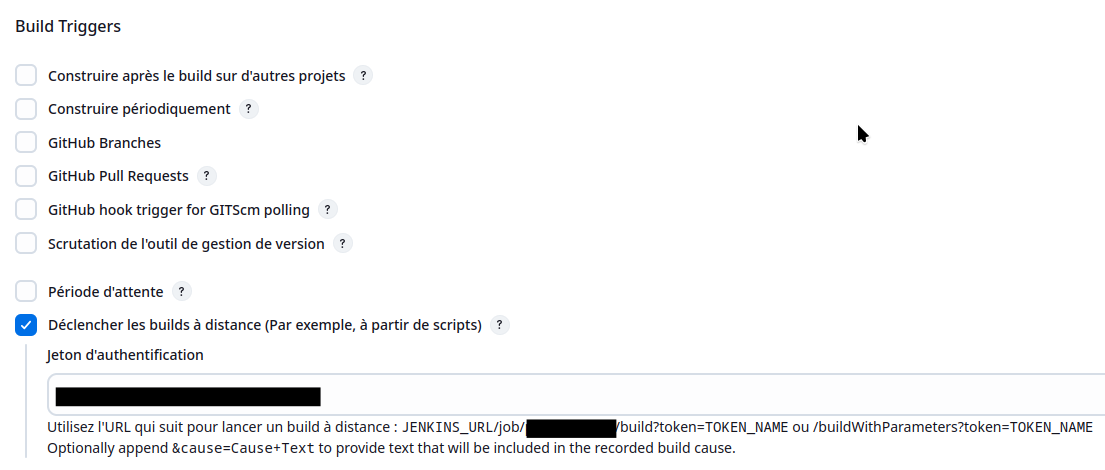 Build Triggers
Construire après le build sur d'autres projets ?
Construire périodiquement ?
GitHub Branches
GitHub Pull Requests ?
GitHub hook trigger for GITScm polling ?
Scrutation de l'outil de gestion de version ?
Période d'attente ?
Déclencher les builds à distance (Par exemple, à partir de scripts) ?
Jeton d'authentification
Utilisez l'URL qui suit pour lancer un build à distance : JENKINS_URL/job/ /build?token=TOKEN_NAME ou /buildWithParameters?token=TOKEN_NAME
Optionally append &cause=Cause+Text to provide text that will be included in the recorded build cause.